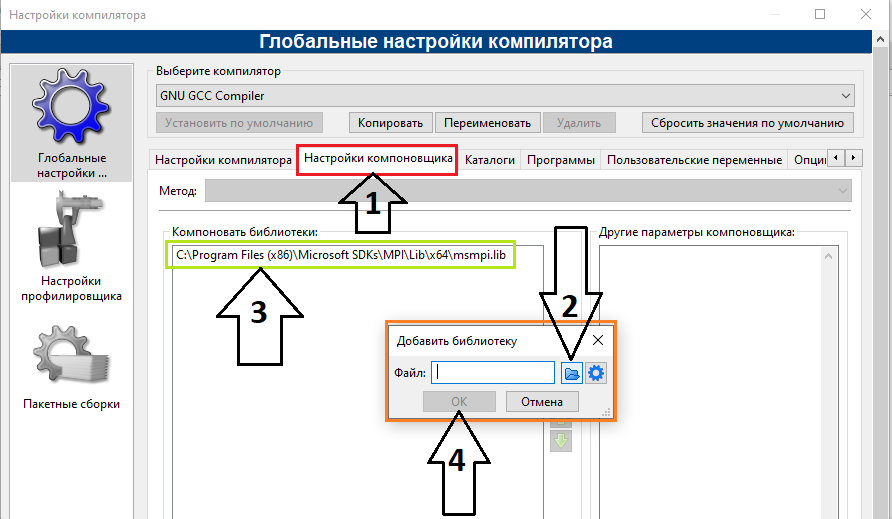 Настройки компилятора
Глобальные настройки компилятора
Глобальные
настройки ...
Настройки
профилировщика
Пакетные сборки
Выберите компилятор
GNU GCC Compiler
Установить по умолчанию Копировать Переименовать Удалить Сбросить значения по умолчанию
Настройки компилятора Настройки компоновщика Каталоги Программы Пользовательские переменные Опции
Метод:
1
Компоновать библиотеки:
Другие параметры компоновщика:
C:\Program Files (x86)\Microsoft SDKs\MPI\Lib\x64\msmpi.lib
2
3
Добавить библиотеку
Файл:
OK Отмена
4